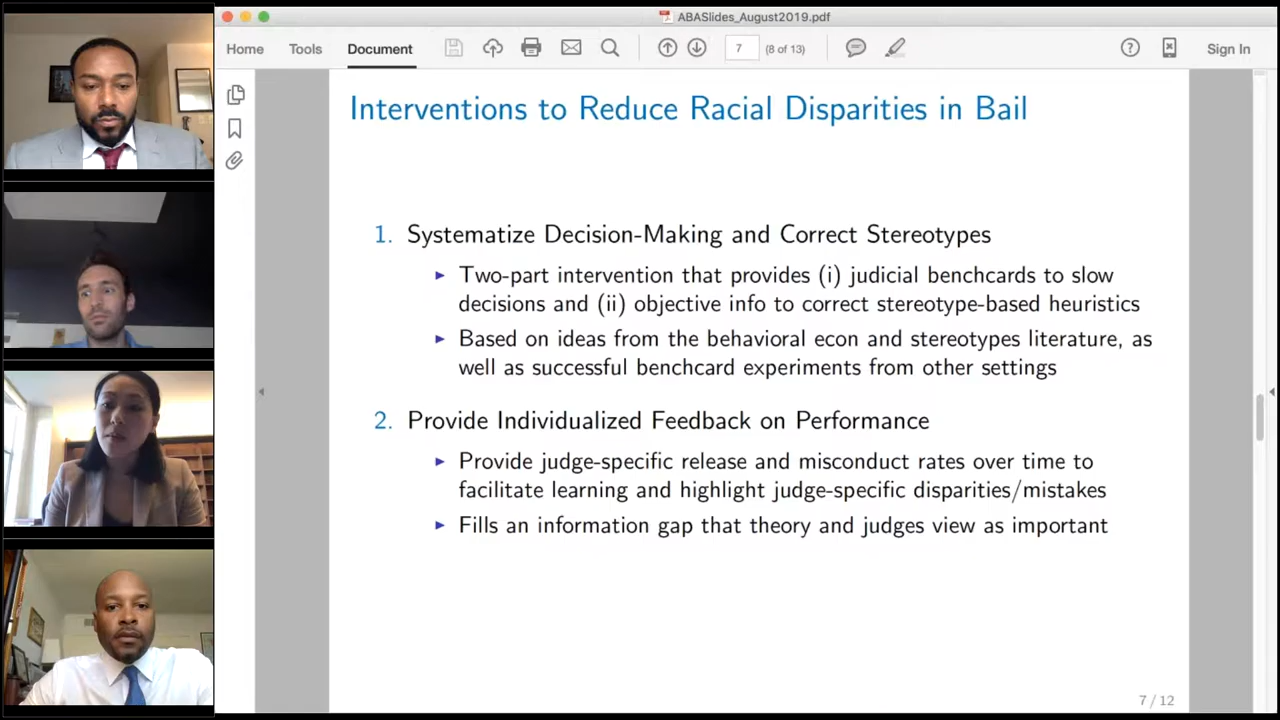 ABASlides_August2019.pdf
Home Tools Document 7 (8 of 13) Sign In
Interventions to Reduce Racial Disparities in Bail
1. Systematize Decision-Making and Correct Stereotypes
Two-part intervention that provides (i) judicial benchcards to slow
decisions and (ii) objective info to correct stereotype-based heuristics
Based on ideas from the behavioral econ and stereotypes literature, as
well as successful benchcard experiments from other settings
2. Provide Individualized Feedback on Performance
Provide judge-specific release and misconduct rates over time to
facilitate learning and highlight judge-specific disparities/mistakes
Fills an information gap that theory and judges view as important
7 / 12